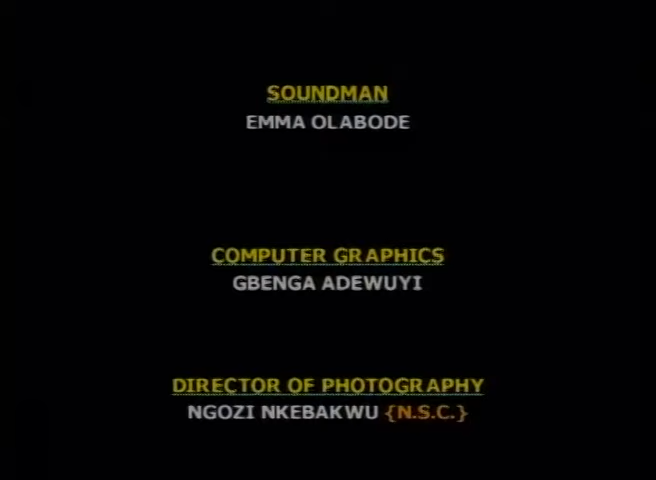 SOUNDMAN
EMMA OLABODE
COMPUTER GRAPHICS
GBENGA ADEWUYI
DIRECTOR OF PHOTOGRAPHY
NGOZI NKEBAKWU {N.S.C.}